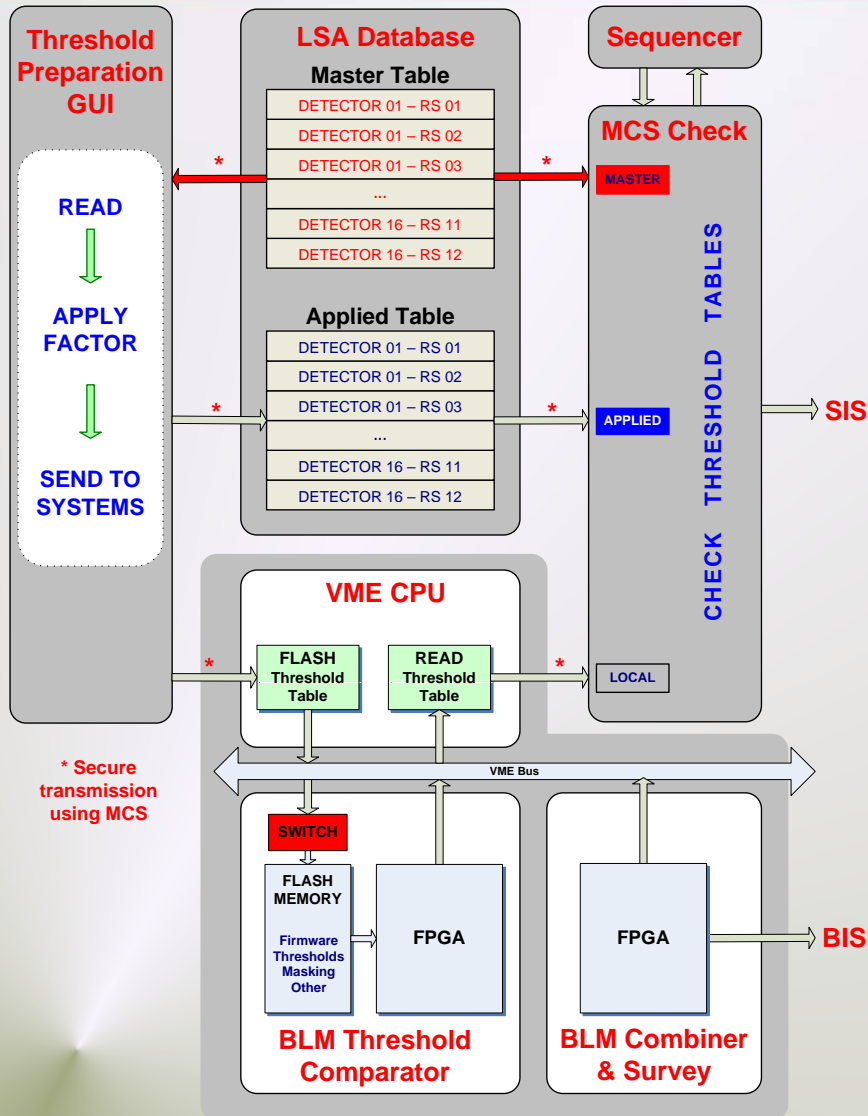 Threshold
Preparation
GUI
READ
APPLY
FACTOR
SEND TO
SYSTEMS
* Secure
transmission
using MCS
LSA Database
Master Table
DETECTOR 01 – RS 01
DETECTOR 01 – RS 02
DETECTOR 01 – RS 03
...
DETECTOR 16 – RS 11
DETECTOR 16 – RS 12
*
*
Applied Table
DETECTOR 01 – RS 01
DETECTOR 01 – RS 02
DETECTOR 01 – RS 03
...
DETECTOR 16 – RS 11
DETECTOR 16 – RS 12
*
*
Sequencer
MCS Check
MASTER
APPLIED
LOCAL
CHECK THRESHOLD TABLES
SIS
VME CPU
*
FLASH
Threshold
Table
READ
Threshold
Table
*
VME Bus
SWITCH
FLASH
MEMORY
Firmware
Thresholds
Masking
Other
FPGA
BLM Threshold
Comparator
FPGA
BIS
BLM Combiner
& Survey